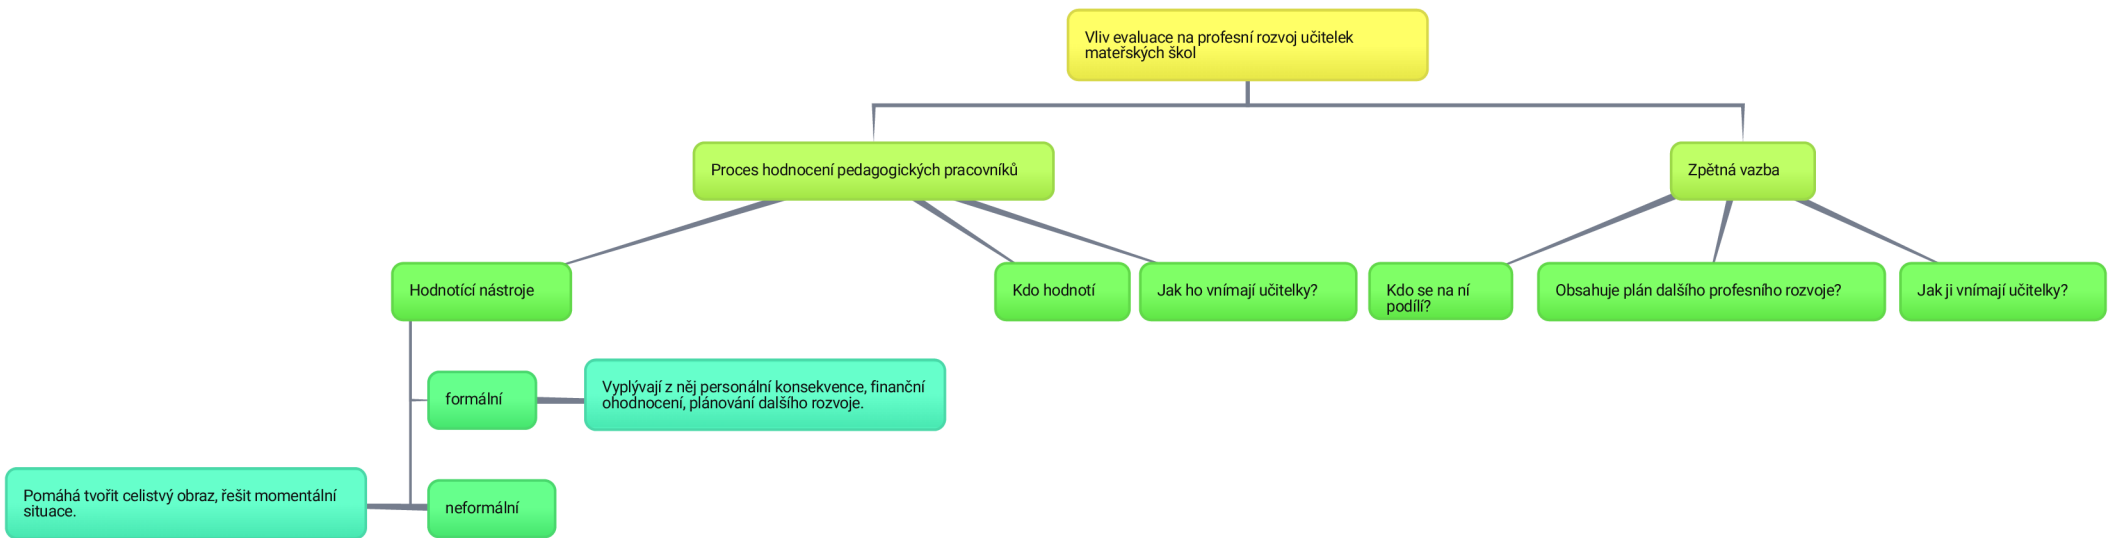 Vliv evaluace na profesní rozvoj učitelek
mateřských škol
Proces hodnocení pedagogických pracovníků
Zpětná vazba
Hodnotící nástroje
Kdo hodnotí
Jak ho vnímají učitelky?
Kdo se na ní
podílí?
Obsahuje plán dalšího profesního rozvoje?
Jak ji vnímají učitelky?
formální
Vyplývají z něj personální konsekvence, finanční
ohodnocení, plánování dalšího rozvoje.
Pomáhá tvořit celistvý obraz, řešit momentální
situace.
neformální